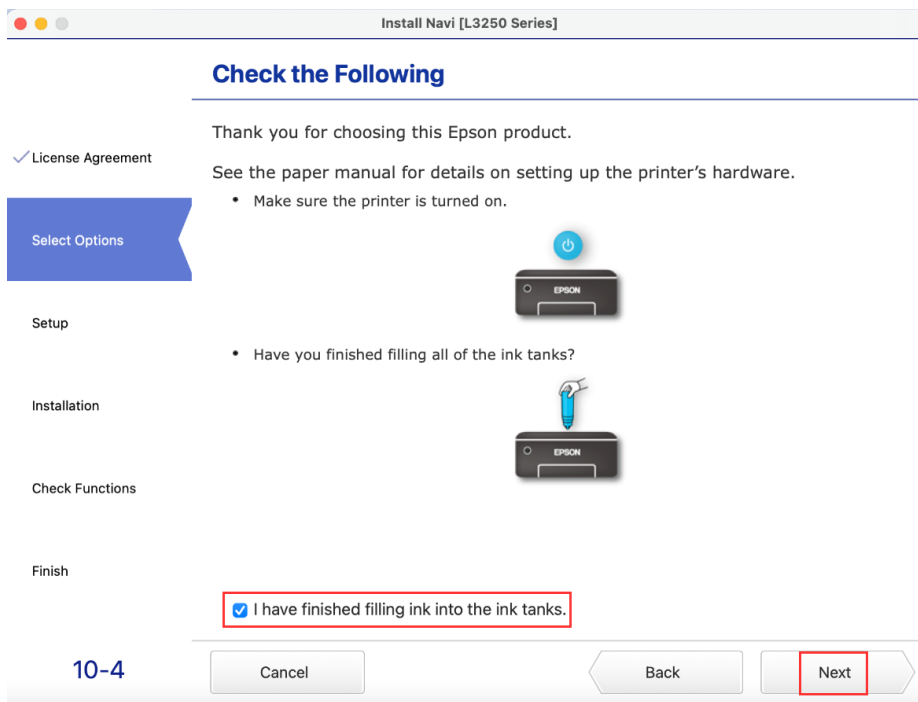 Install Navi [L3250 Series]
Check the Following
Thank you for choosing this Epson product.
License Agreement
See the paper manual for details on setting up the printer’s hardware.
• Make sure the printer is turned on.
Select Options
EPSON
Setup
• Have you finished filling all of the ink tanks?
Installation
EPSON
Check Functions
Finish
I have finished filling ink into the ink tanks.
10-4
Cancel
Back
Next